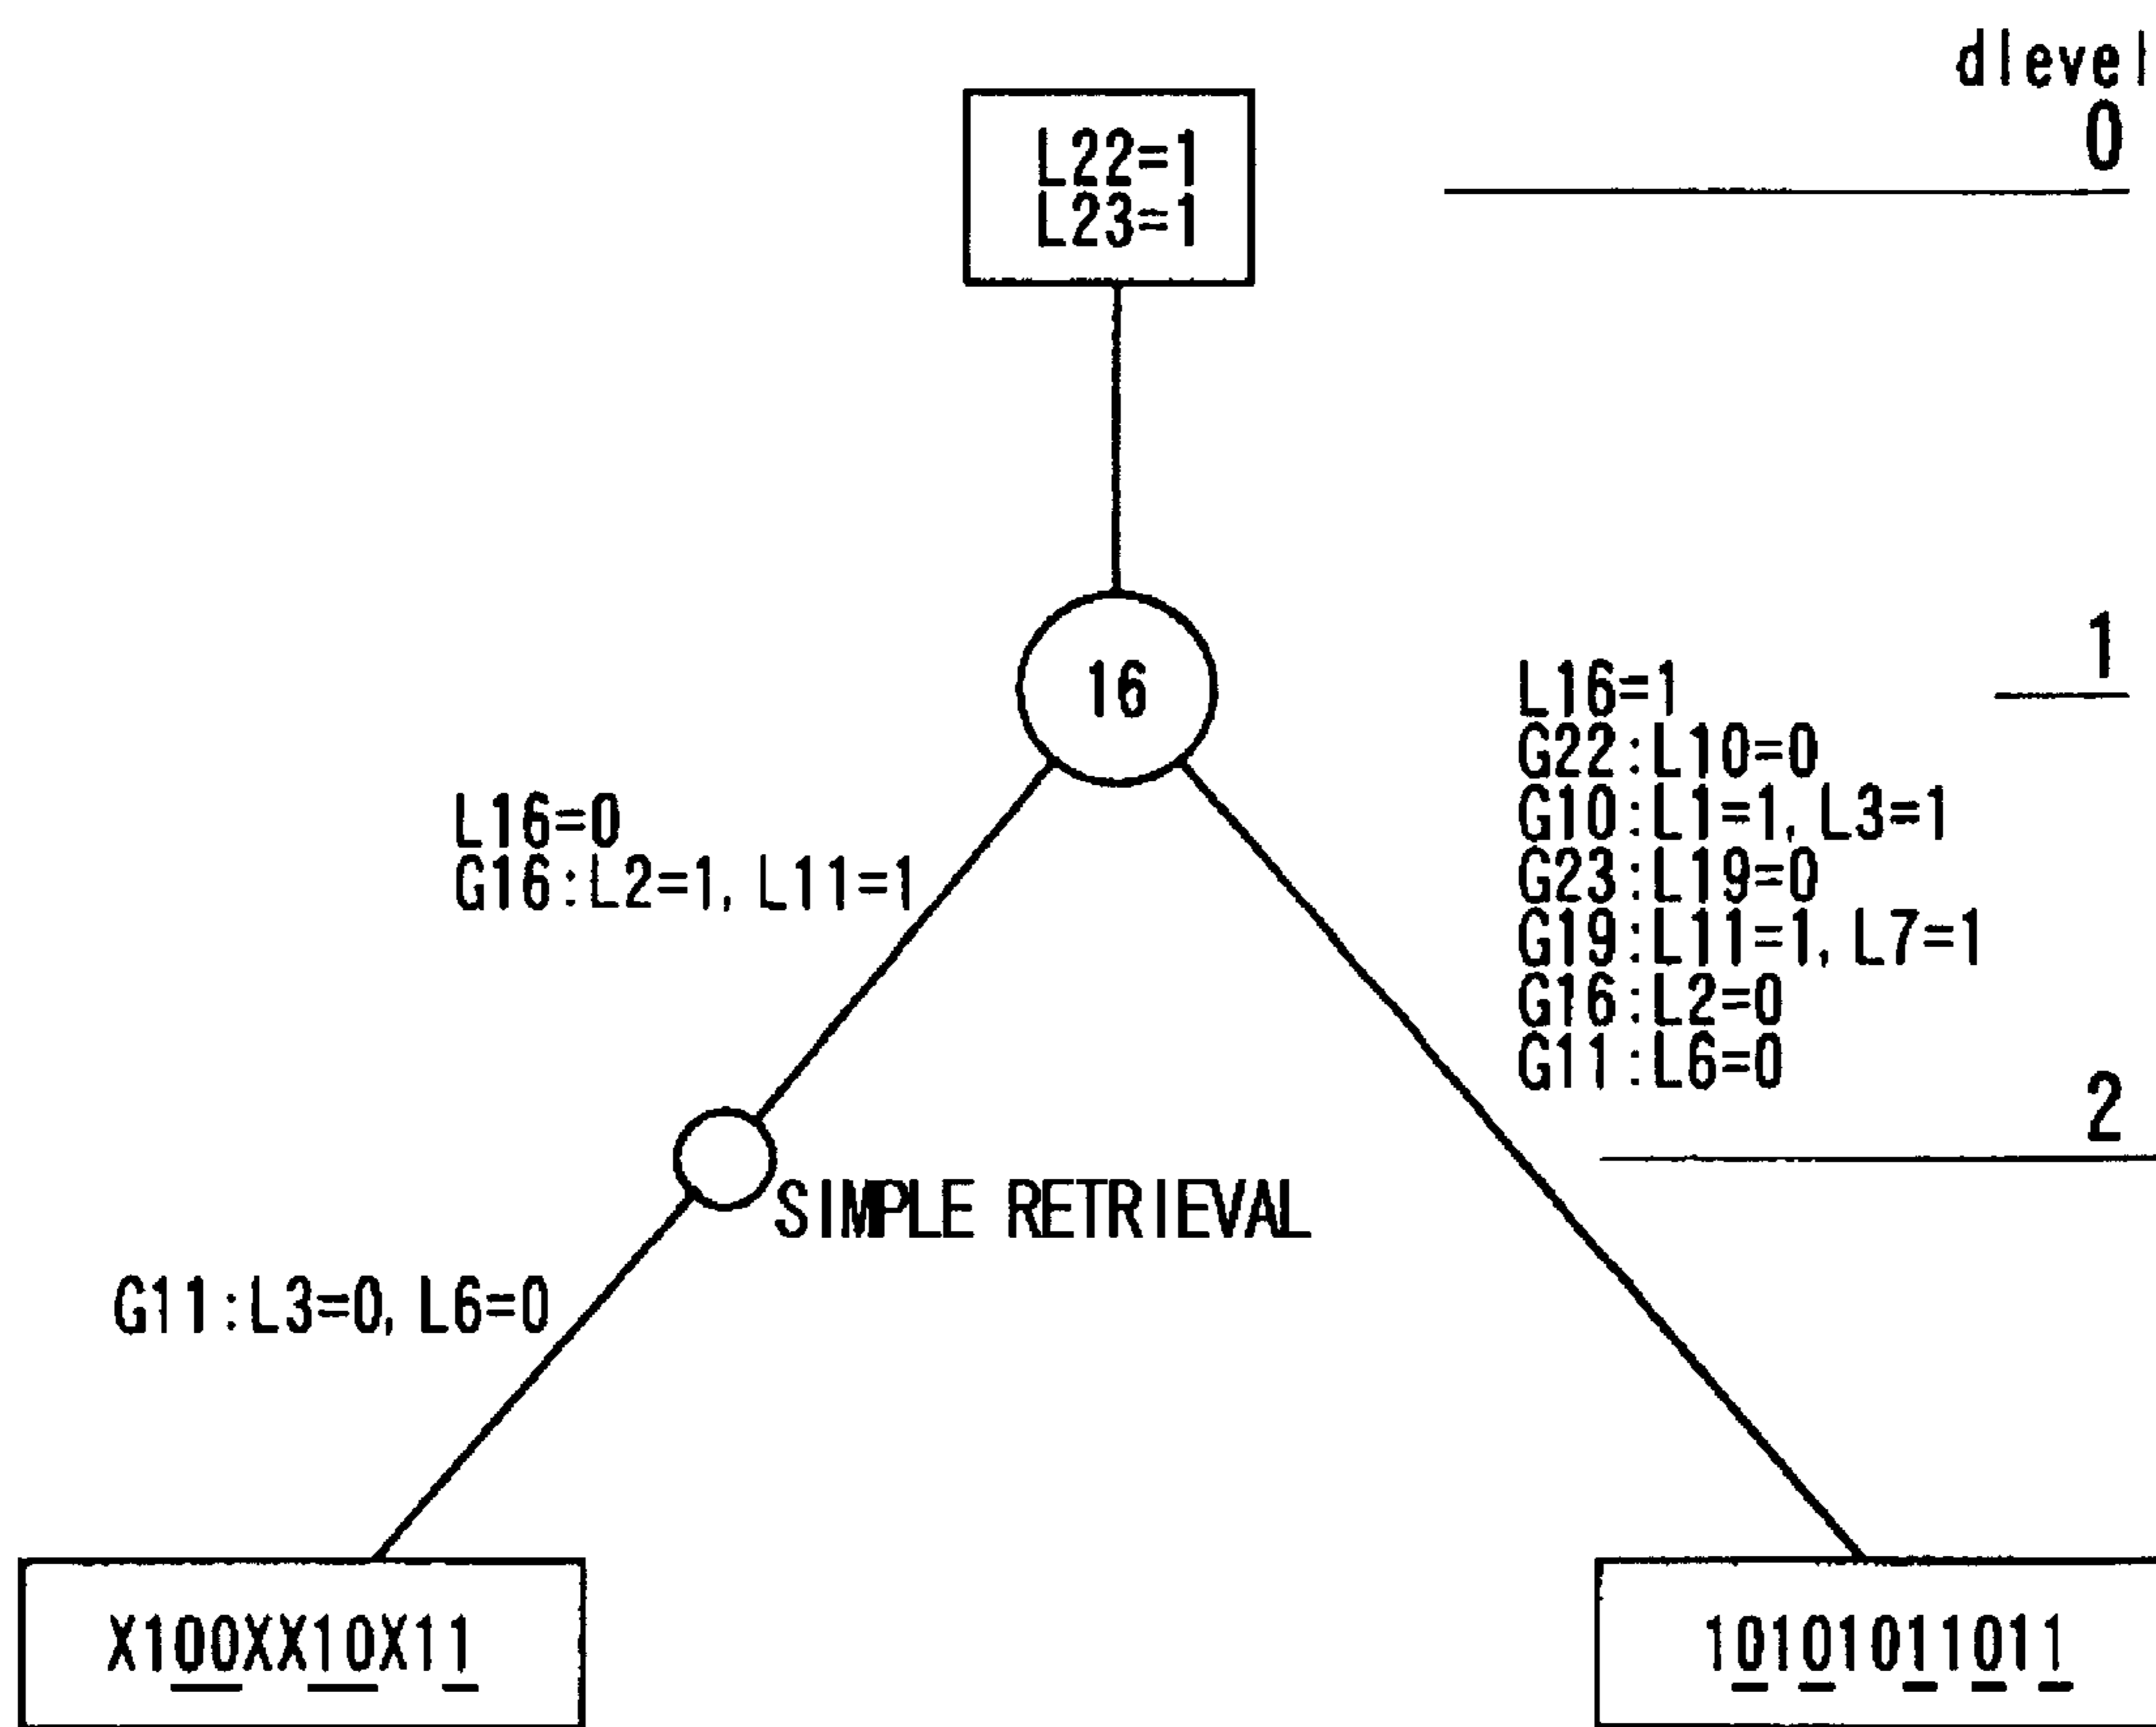 dlevel
0
L22=1
L23=1
1
16
L16=1
G22:L10=0
G10:L1=1, L3=1
G23:L19=0
G19:L11=1, L7=1
G16:L2=0
G11:L6=0
L16=0
G16:L2=1, L11=1
2
SIMPLE RETRIEVAL
G11:L3=0, L6=0
X100XX10X11
10101011011